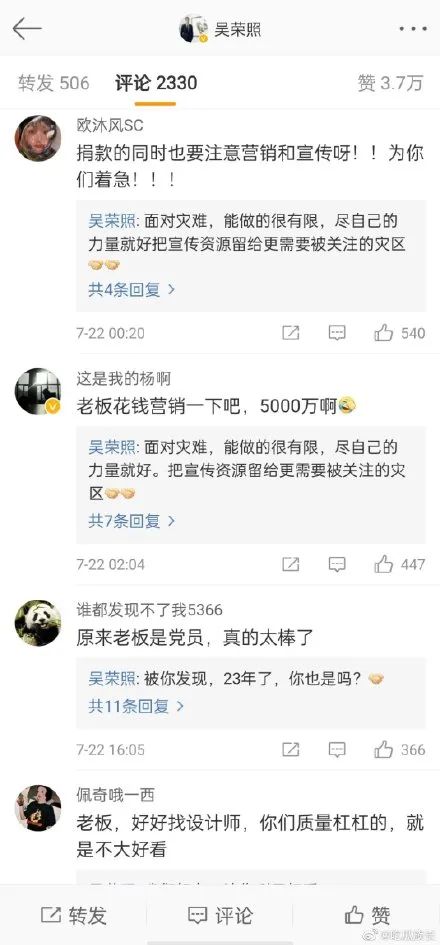 吴荣照
转发 506
评论 2330
赞 3.7万
欧沐风SC
捐款的同时也要注意营销和宣传呀！！为你
们着急！！！
吴荣照: 面对灾难，能做的很有限，尽自己的
力量就好把宣传资源留给更需要被关注的灾区
🤝🤝
共4条回复 >
7-22 00:20
540
这是我的杨啊
老板花钱营销一下吧，5000万啊🤣
吴荣照: 面对灾难，能做的很有限，尽自己的
力量就好。把宣传资源留给更需要被关注的灾
区🤝🤝
共7条回复 >
7-22 02:04
447
谁都发现不了我5366
原来老板是党员，真的太棒了
吴荣照: 被你发现，23年了，你也是吗？🤝
共11条回复 >
7-22 16:05
366
佩奇哦一西
老板，好好找设计师，你们质量杠杠的，就
是不大好看
转发
评论
赞